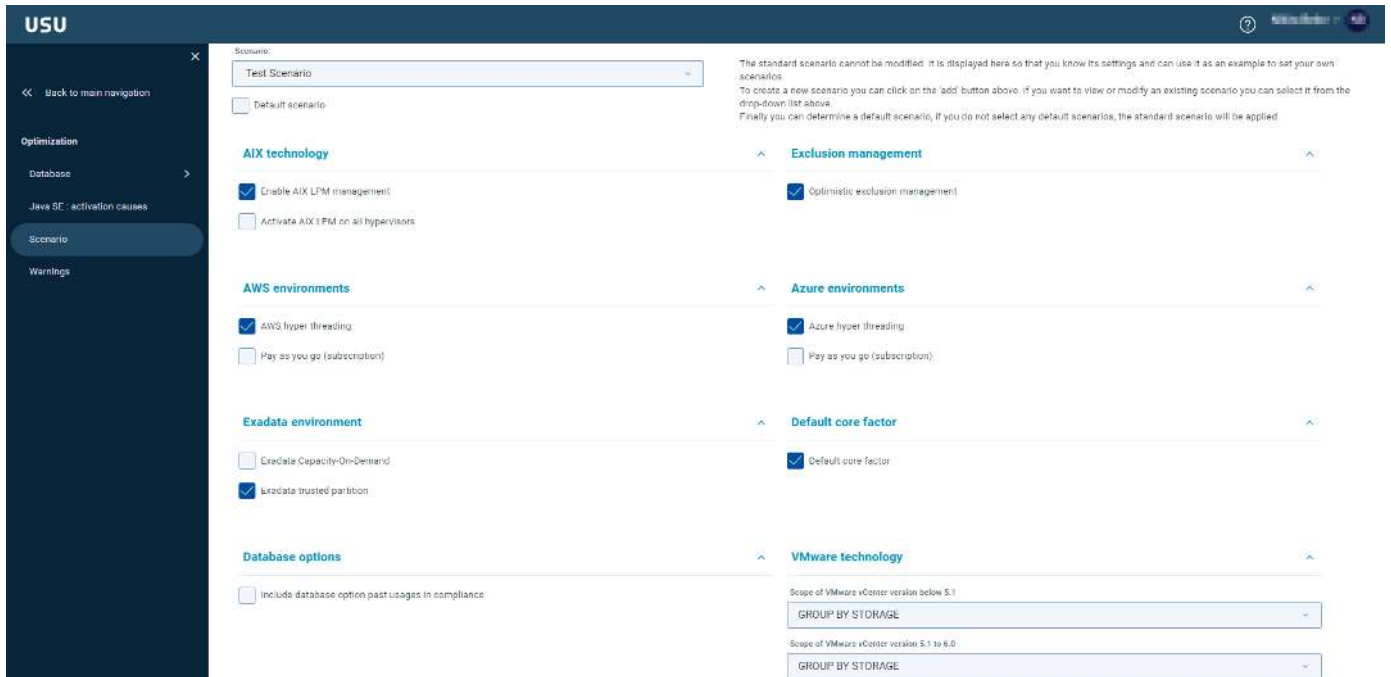 USU
Back to main navigation
Optimization
Database
Java SE : activation causes
Scenario
Warnings
Scenario:
Test Scenario
Default scenario
The standard scenario cannot be modified. It is displayed here so that you know its settings and can use it as an example to set your own
scenarios.
To create a new scenario you can click on the 'add' button above. If you want to view or modify an existing scenario you can select it from the
drop-down list above.
Finally you can determine a default scenario, if you do not select any default scenarios, the standard scenario will be applied.
AIX technology
Enable AIX LPM management
Activate AIX LPM on all hypervisors
Exclusion management
Optimistic exclusion management
AWS environments
AWS hyper threading
Pay as you go (subscription)
Azure environments
Azure hyper threading
Pay as you go (subscription)
Exadata environment
Exadata Capacity-On-Demand
Exadata trusted partition
Default core factor
Default core factor
Database options
Include database option past usages in compliance
VMware technology
Scope of VMware vCenter version below 5.1
GROUP BY STORAGE
Scope of VMware vCenter version 5.1 to 6.0
GROUP BY STORAGE